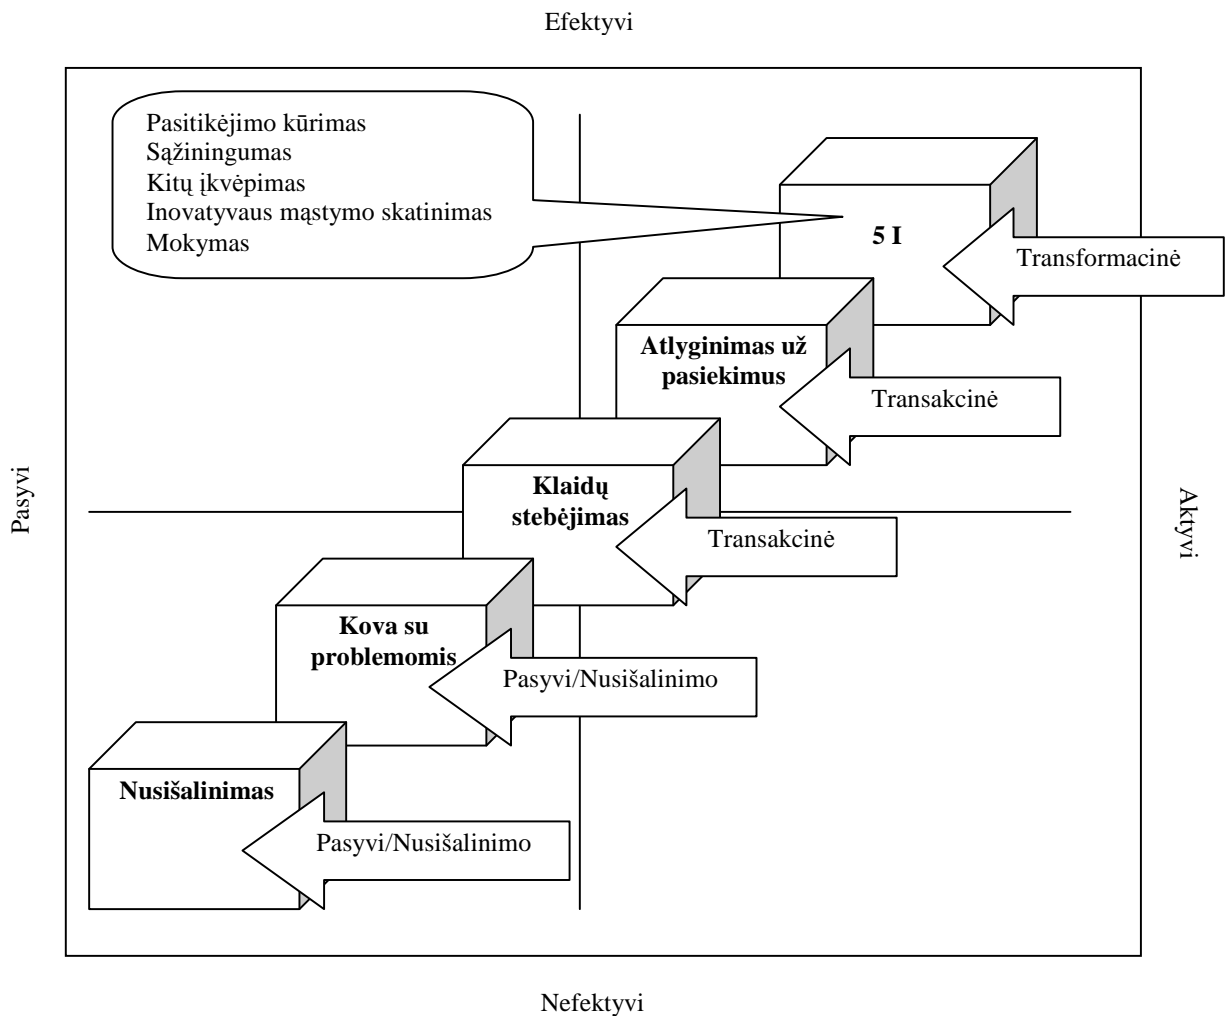 Efektyvi
Pasitikėjimo kūrimas
Sąžiningumas
Kitų įkvėpimas
Inovatyvaus mąstymo skatinimas
Mokymas
5 I
Transformacinė
Atlyginimas už
pasiekimus
Transakcinė
Pasyvi
Klaidų
stebėjimas
Aktyvi
Transakcinė
Kova su
problemomis
Pasyvi/Nusišalinimo
Nusišalinimas
Pasyvi/Nusišalinimo
Nefektyvi